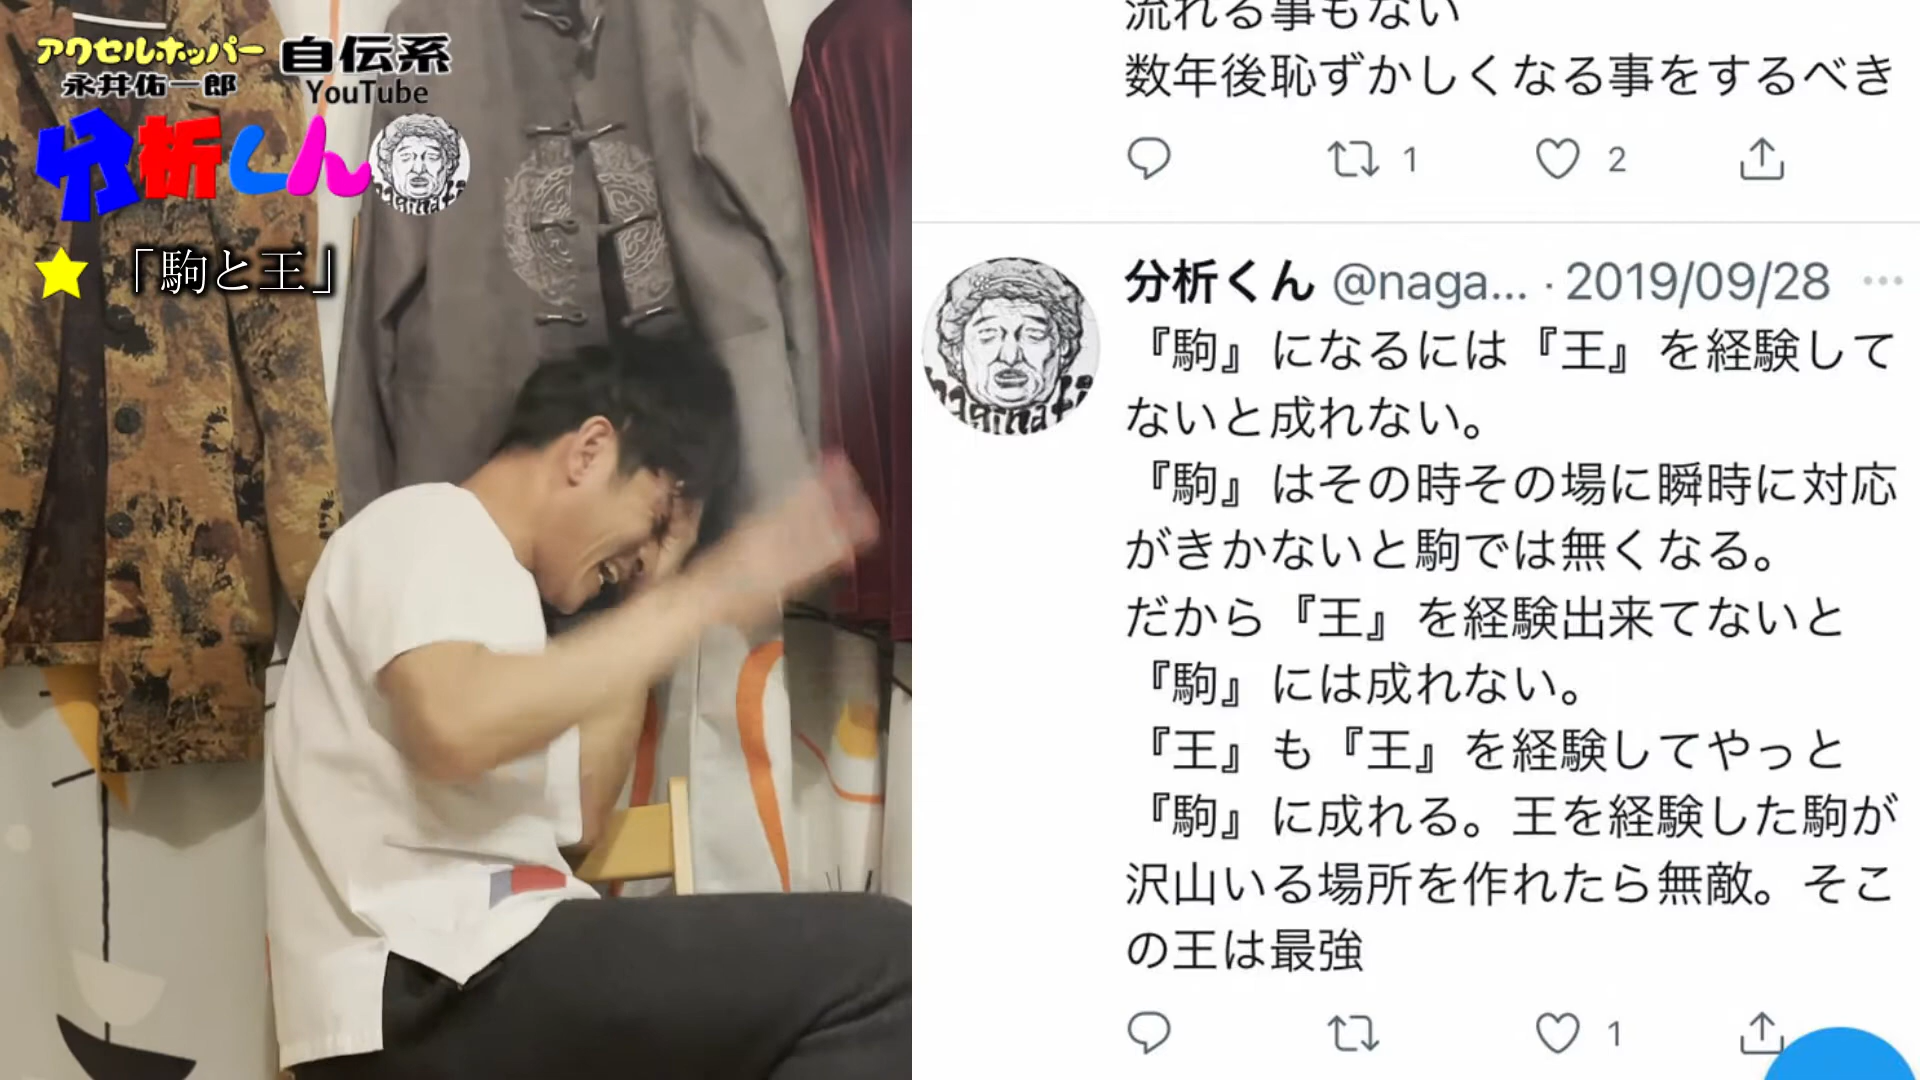 アクセルホッパー
永井佑一郎
自伝系
YouTube
分析くん
「駒と王」
流れる事もない
数年後恥ずかしくなる事をするべき
1
2
分析くん @naga... · 2019/09/28
『駒』になるには『王』を経験して
ないと成れない。
『駒』はその時その場に瞬時に対応
がきかないと駒では無くなる。
だから『王』を経験出来てないと
『駒』には成れない。
『王』も『王』を経験してやっと
『駒』に成れる。王を経験した駒が
沢山いる場所を作れたら無敵。そこ
の王は最強
1